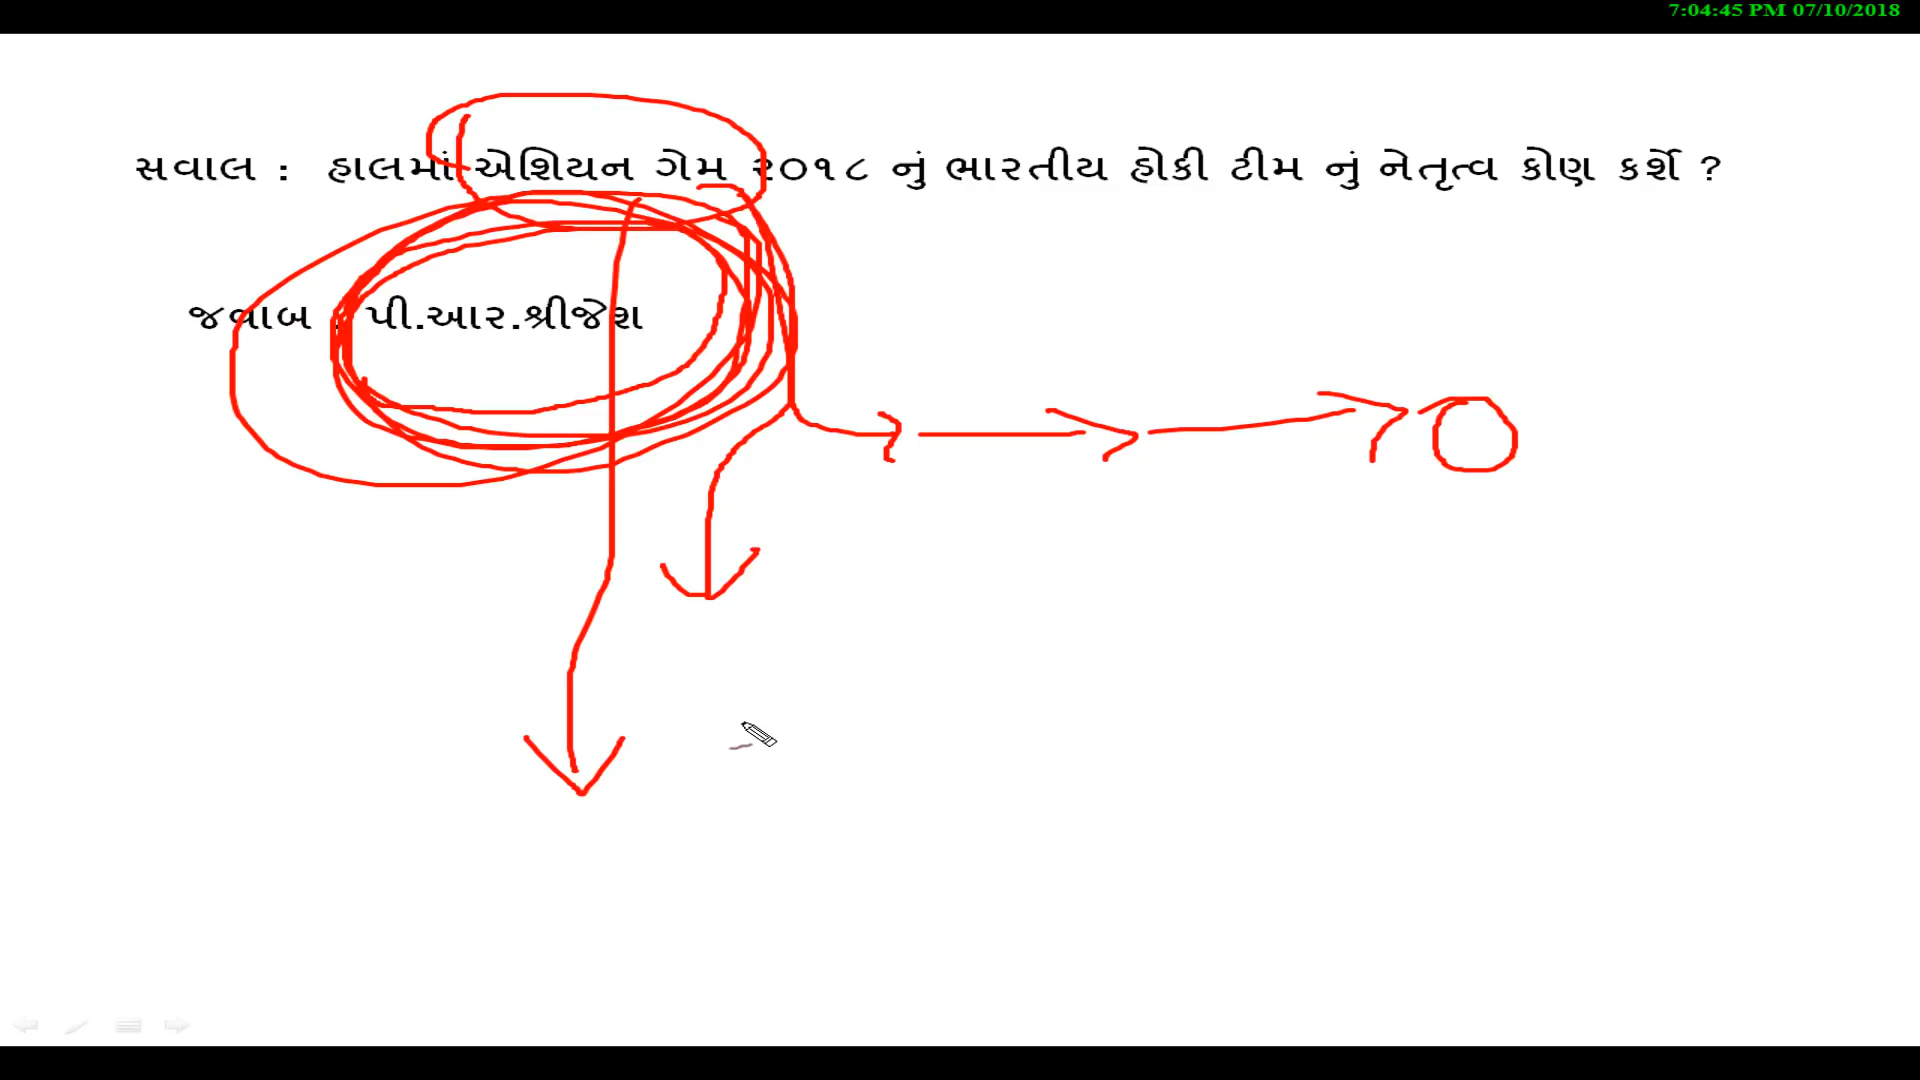 7:04:45 PM 07/10/2018
સવાલ : હાલમાં એશિયન ગેમ ૨૦૧૮ નું ભારતીય હોકી ટીમ નું નેતૃત્વ કોણ કર્શે ?
જવાબ : પી.આર.શ્રીજેશ